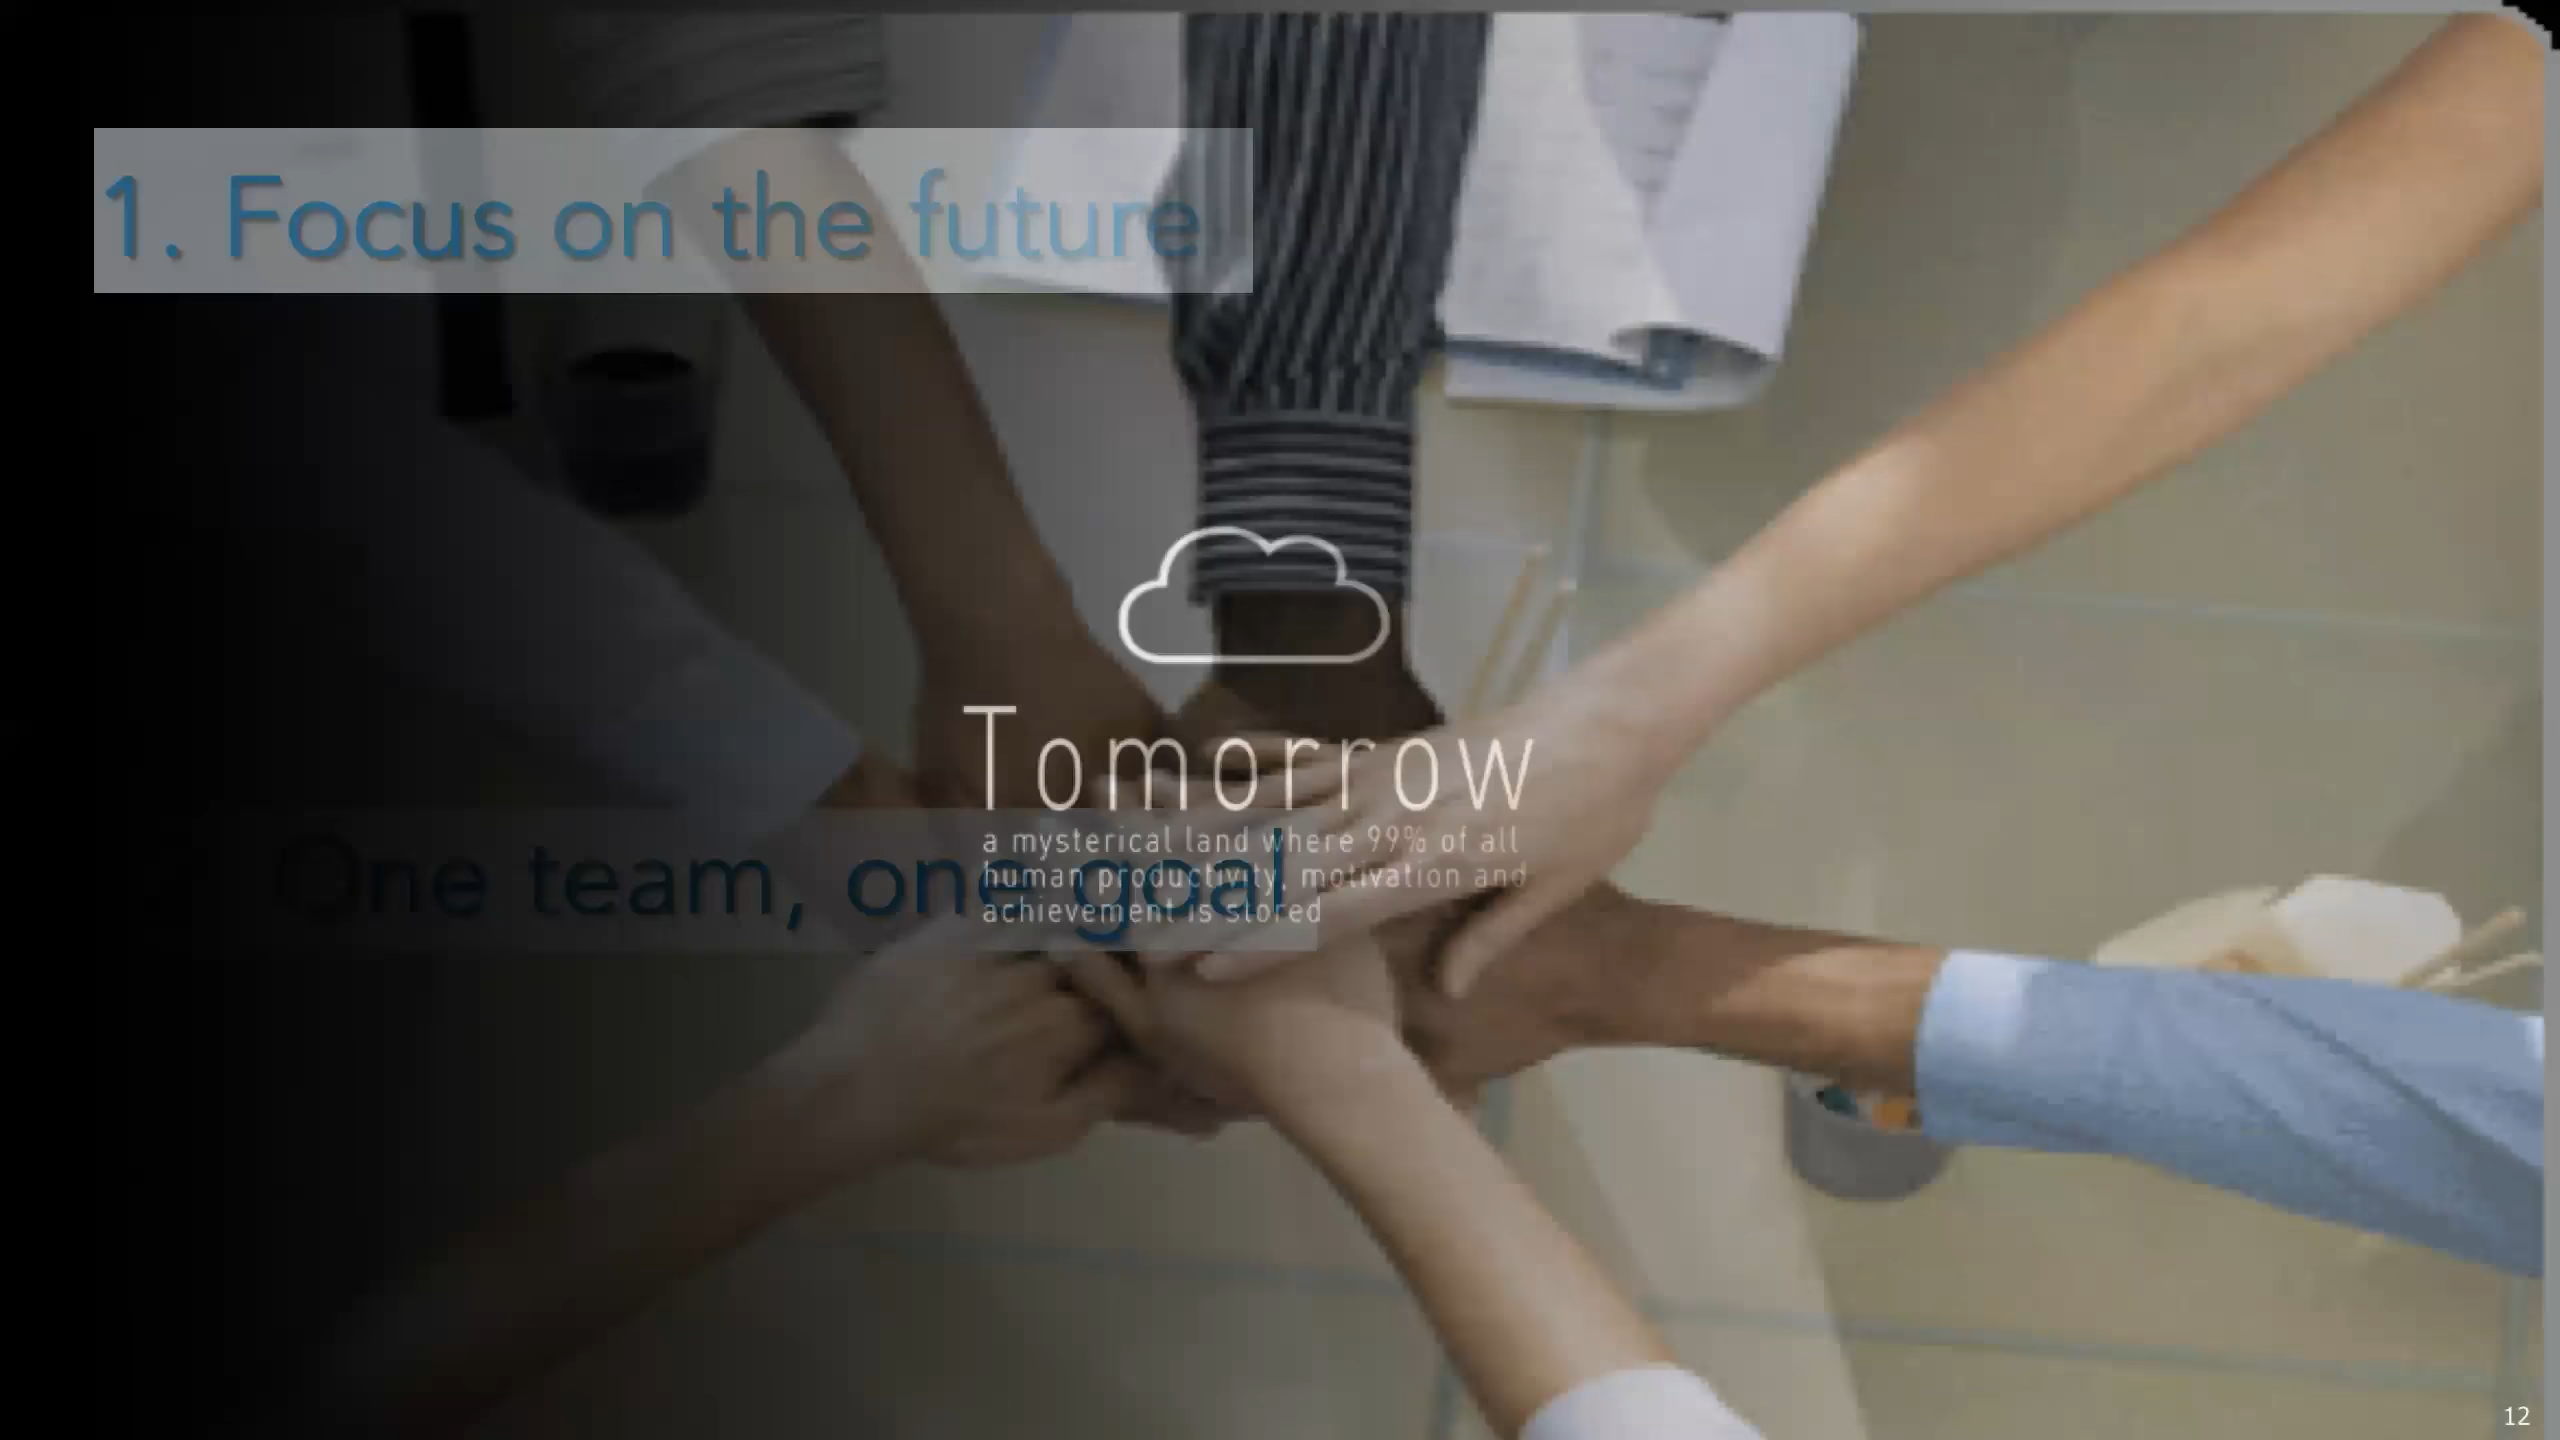 1. Focus on the future
Tomorrow
a mysterical land where 99% of all
human productivity, motivation and
achievement is stored
One team, one goal
12